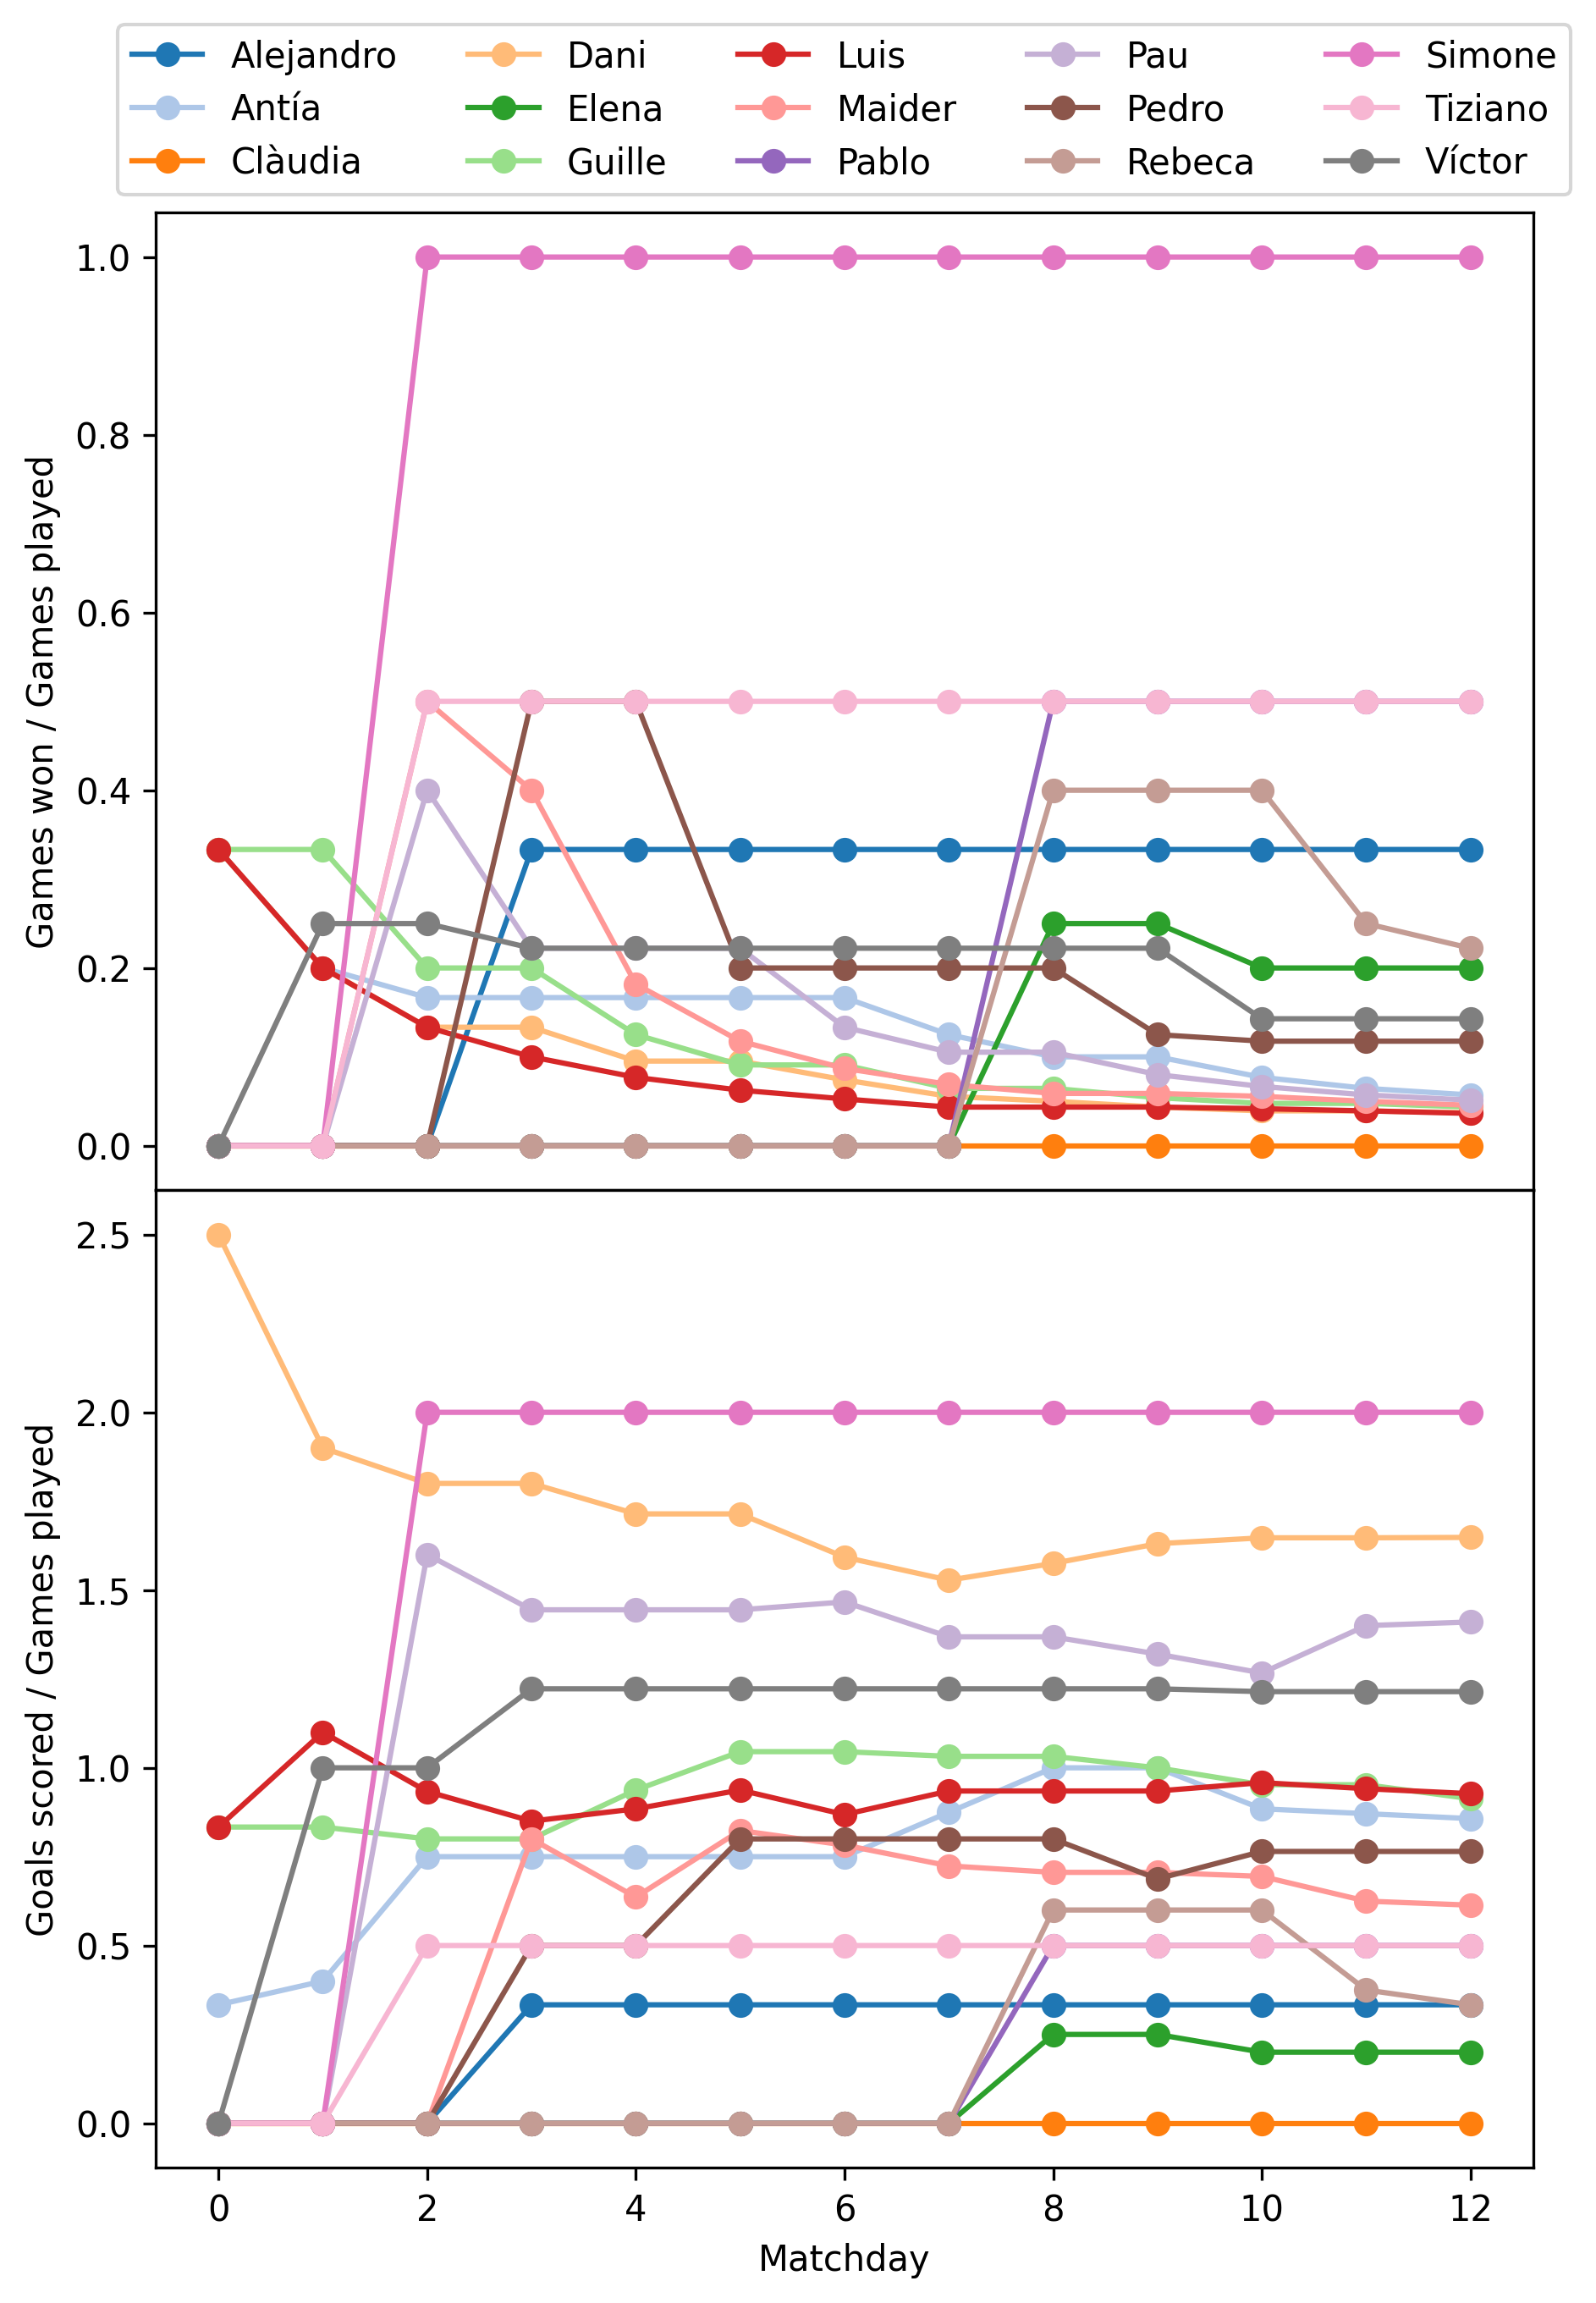 Alejandro Dani Luis Pau Simone
Antía Elena Maider Pedro Tiziano
Clàudia Guille Pablo Rebeca Víctor
1.0
0.8
0.6
0.4
0.2
0.0
Games won / Games played
2.5
2.0
1.5
1.0
0.5
0.0
Goals scored / Games played
0 2 4 6 8 10 12
Matchday